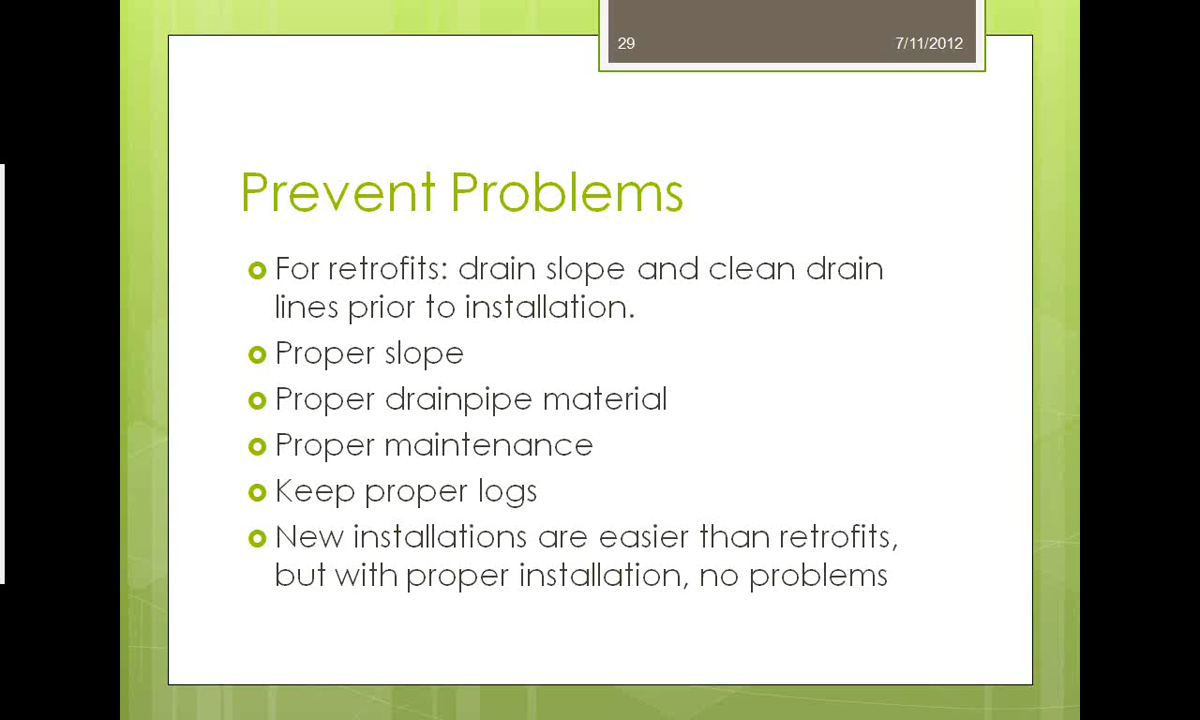 29
7/11/2012
Prevent Problems
For retrofits: drain slope and clean drain
lines prior to installation.
Proper slope
Proper drainpipe material
Proper maintenance
Keep proper logs
New installations are easier than retrofits,
but with proper installation, no problems